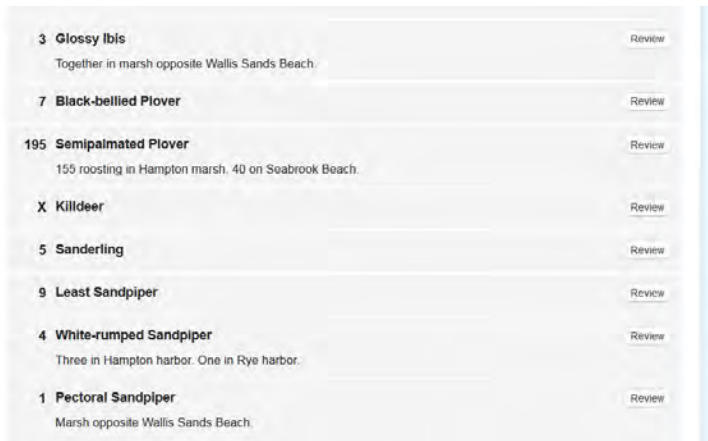 3 Glossy Ibis Review
Together in marsh opposite Wallis Sands Beach.
7 Black-bellied Plover Review
195 Semipalmated Plover Review
155 roosting in Hampton marsh. 40 on Seabrook Beach.
X Killdeer Review
5 Sanderling Review
9 Least Sandpiper Review
4 White-rumped Sandpiper Review
Three in Hampton harbor. One in Rye harbor.
1 Pectoral Sandpiper Review
Marsh opposite Wallis Sands Beach.